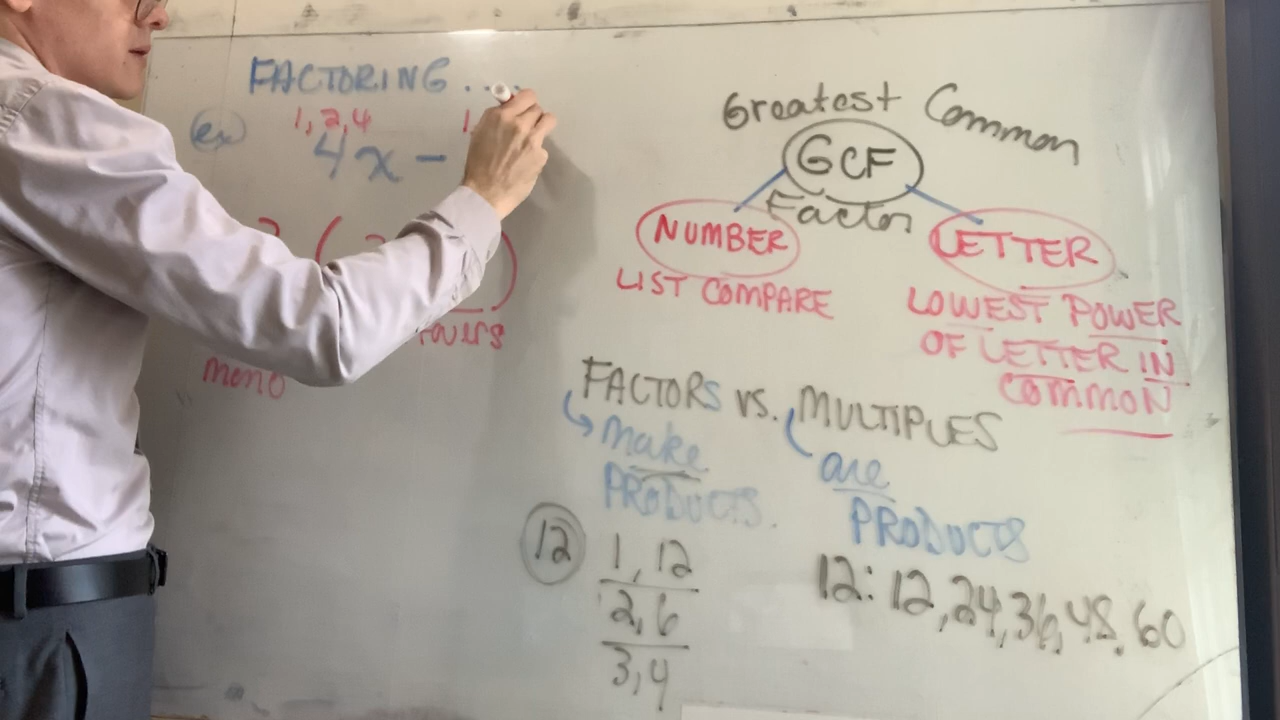 FACTORING ...
ex
1, 2, 4
1,
4x -
(
)
mono
Greatest Common
GCF
Factor
NUMBER
LIST COMPARE
LETTER
LOWEST POWER
OF LETTER IN
COMMON
FACTORS vs. MULTIPLES
make
PRODUCTS.
are
PRODUCTS
12
1, 12
2, 6
3, 4
12: 12, 24, 36, 48, 60